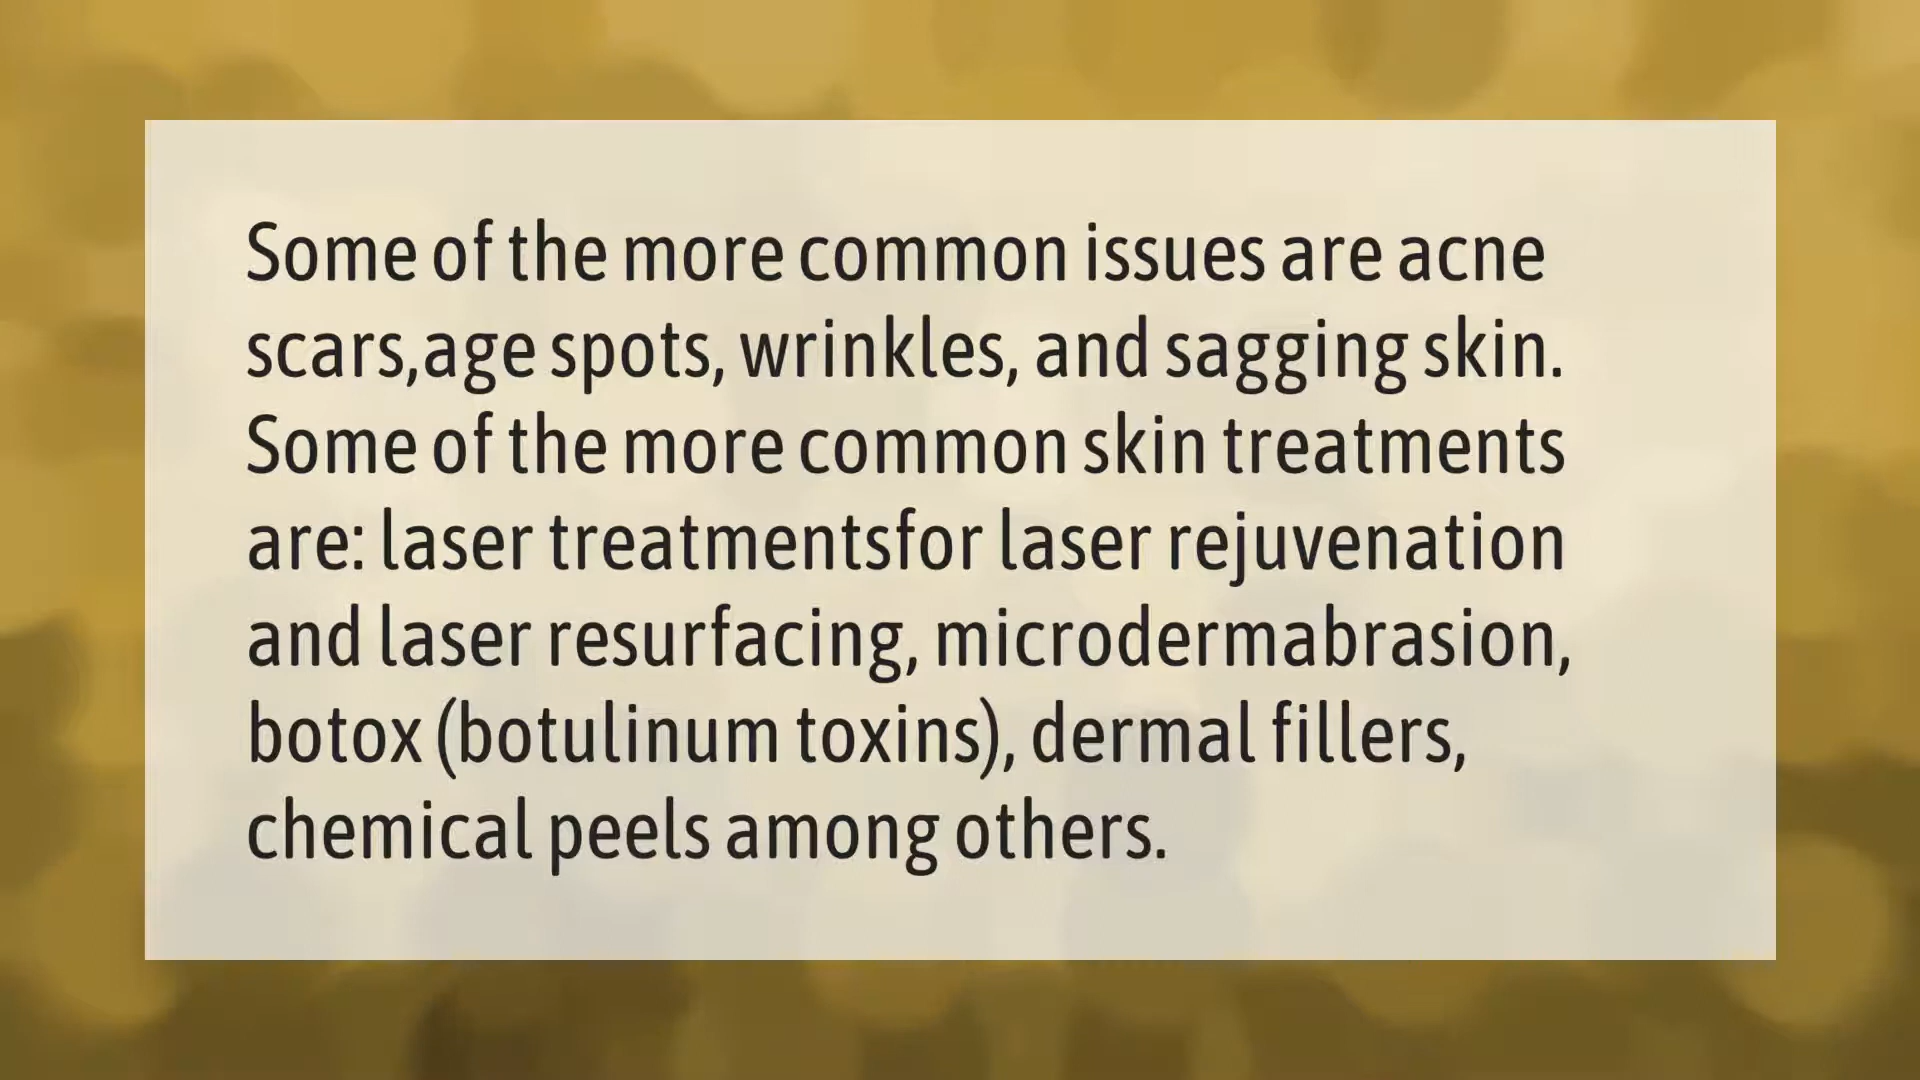 Some of the more common issues are acne
scars,age spots, wrinkles, and sagging skin.
Some of the more common skin treatments
are: laser treatmentsfor laser rejuvenation
and laser resurfacing, microdermabrasion,
botox (botulinum toxins), dermal fillers,
chemical peels among others.